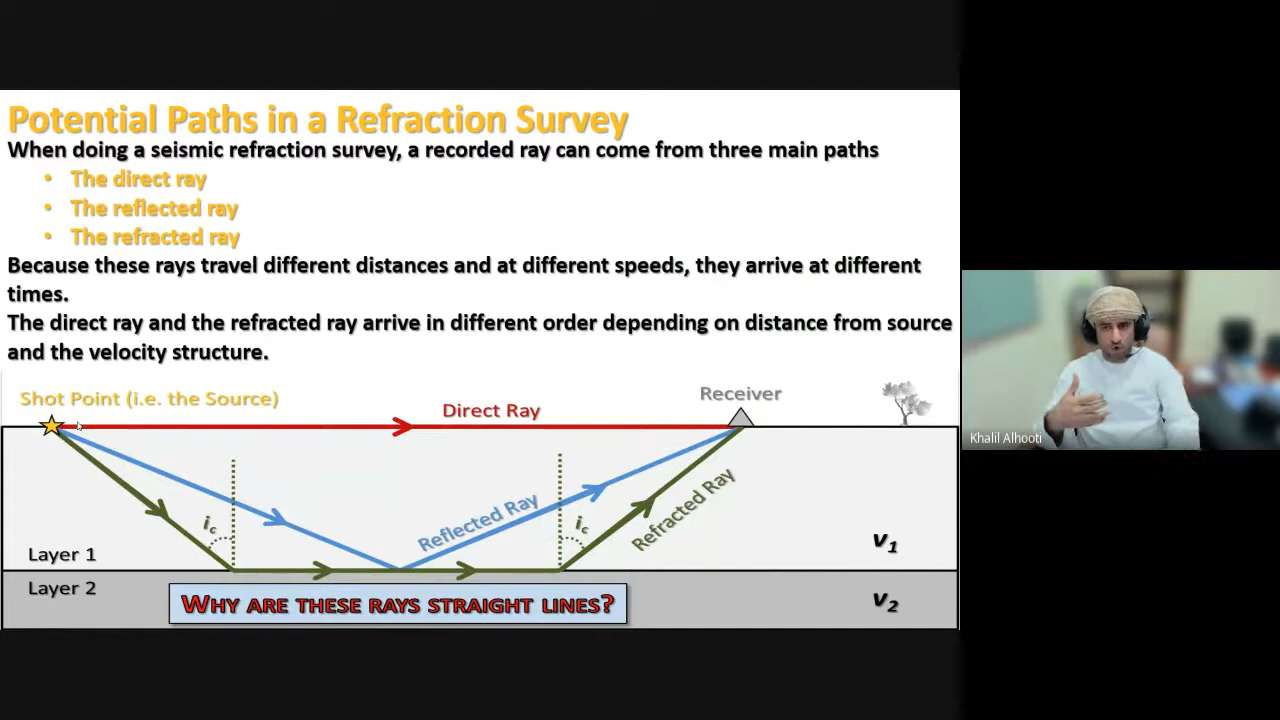 Potential Paths in a Refraction Survey
When doing a seismic refraction survey, a recorded ray can come from three main paths
• The direct ray
• The reflected ray
• The refracted ray
Because these rays travel different distances and at different speeds, they arrive at different
times.
The direct ray and the refracted ray arrive in different order depending on distance from source
and the velocity structure.
Shot Point (i.e. the Source)
Direct Ray
Receiver
ic
Reflected Ray
ic
Refracted Ray
Layer 1
v1
Layer 2
v2
WHY ARE THESE RAYS STRAIGHT LINES?
Khalil Alhooti